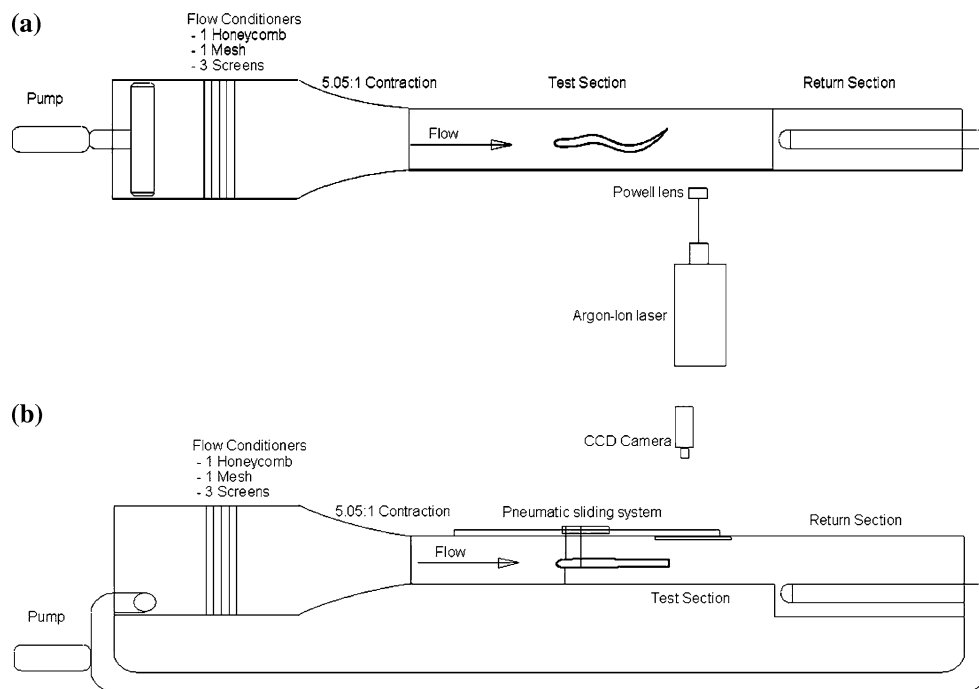 (a)
Flow Conditioners
- 1 Honeycomb
- 1 Mesh
- 3 Screens
5.05:1 Contraction
Test Section
Return Section
Pump
Flow
Powell lens
Argon-Ion laser
(b)
CCD Camera
Flow Conditioners
- 1 Honeycomb
- 1 Mesh
- 3 Screens
5.05:1 Contraction
Pneumatic sliding system
Return Section
Flow
Test Section
Pump